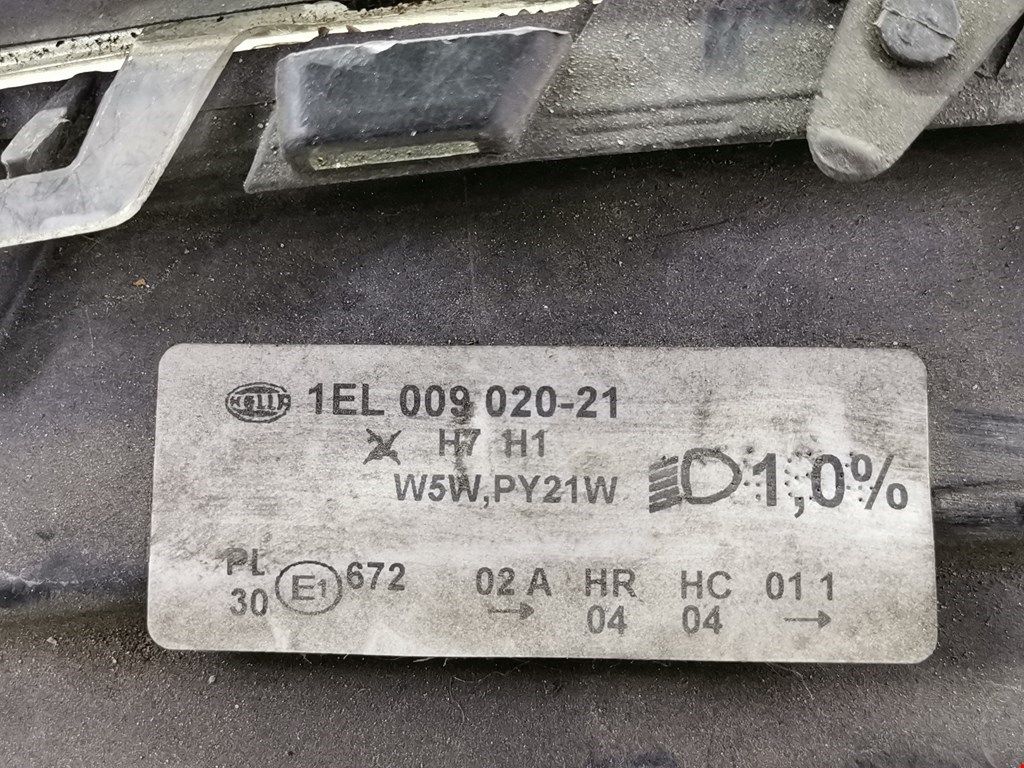 HELLA 1EL 009 020-21
H7 H1
W5W,PY21W
1,0%
PL 30 E1 672 02 A HR 04 HC 04 01 1